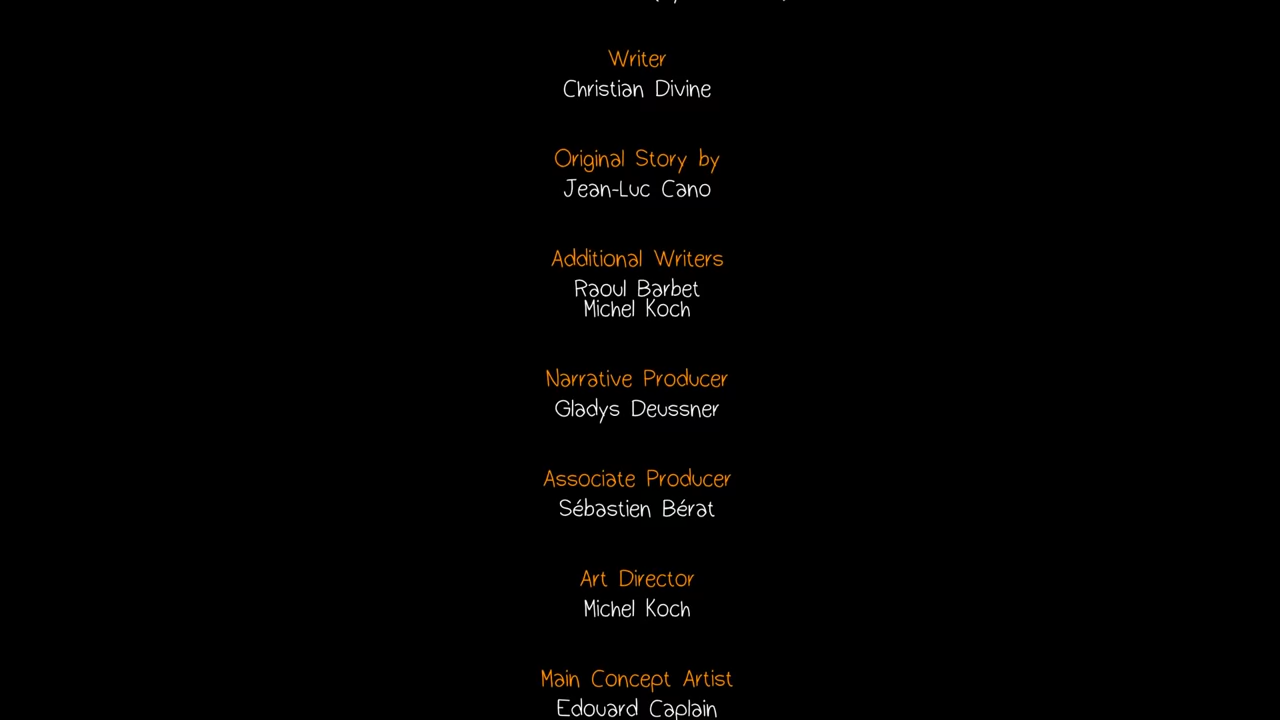 Writer
Christian Divine
Original Story by
Jean-Luc Cano
Additional Writers
Raoul Barbet
Michel Koch
Narrative Producer
Gladys Deussner
Associate Producer
Sébastien Bérat
Art Director
Michel Koch
Main Concept Artist
Edouard Caplain